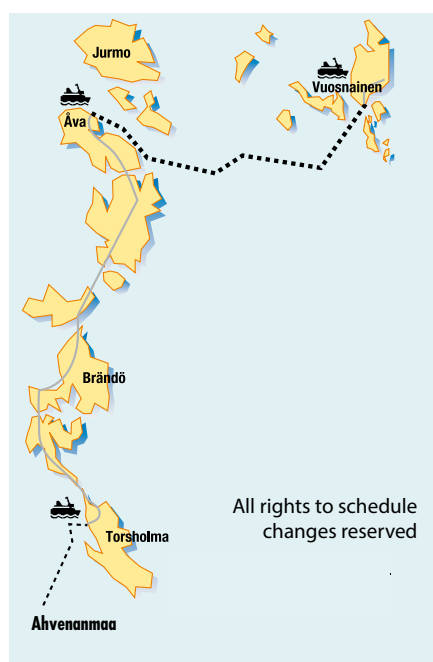 Jurmo
Vuosnainen
Åva
Brändö
All rights to schedule
changes reserved
Torsholma
Ahvenanmaa